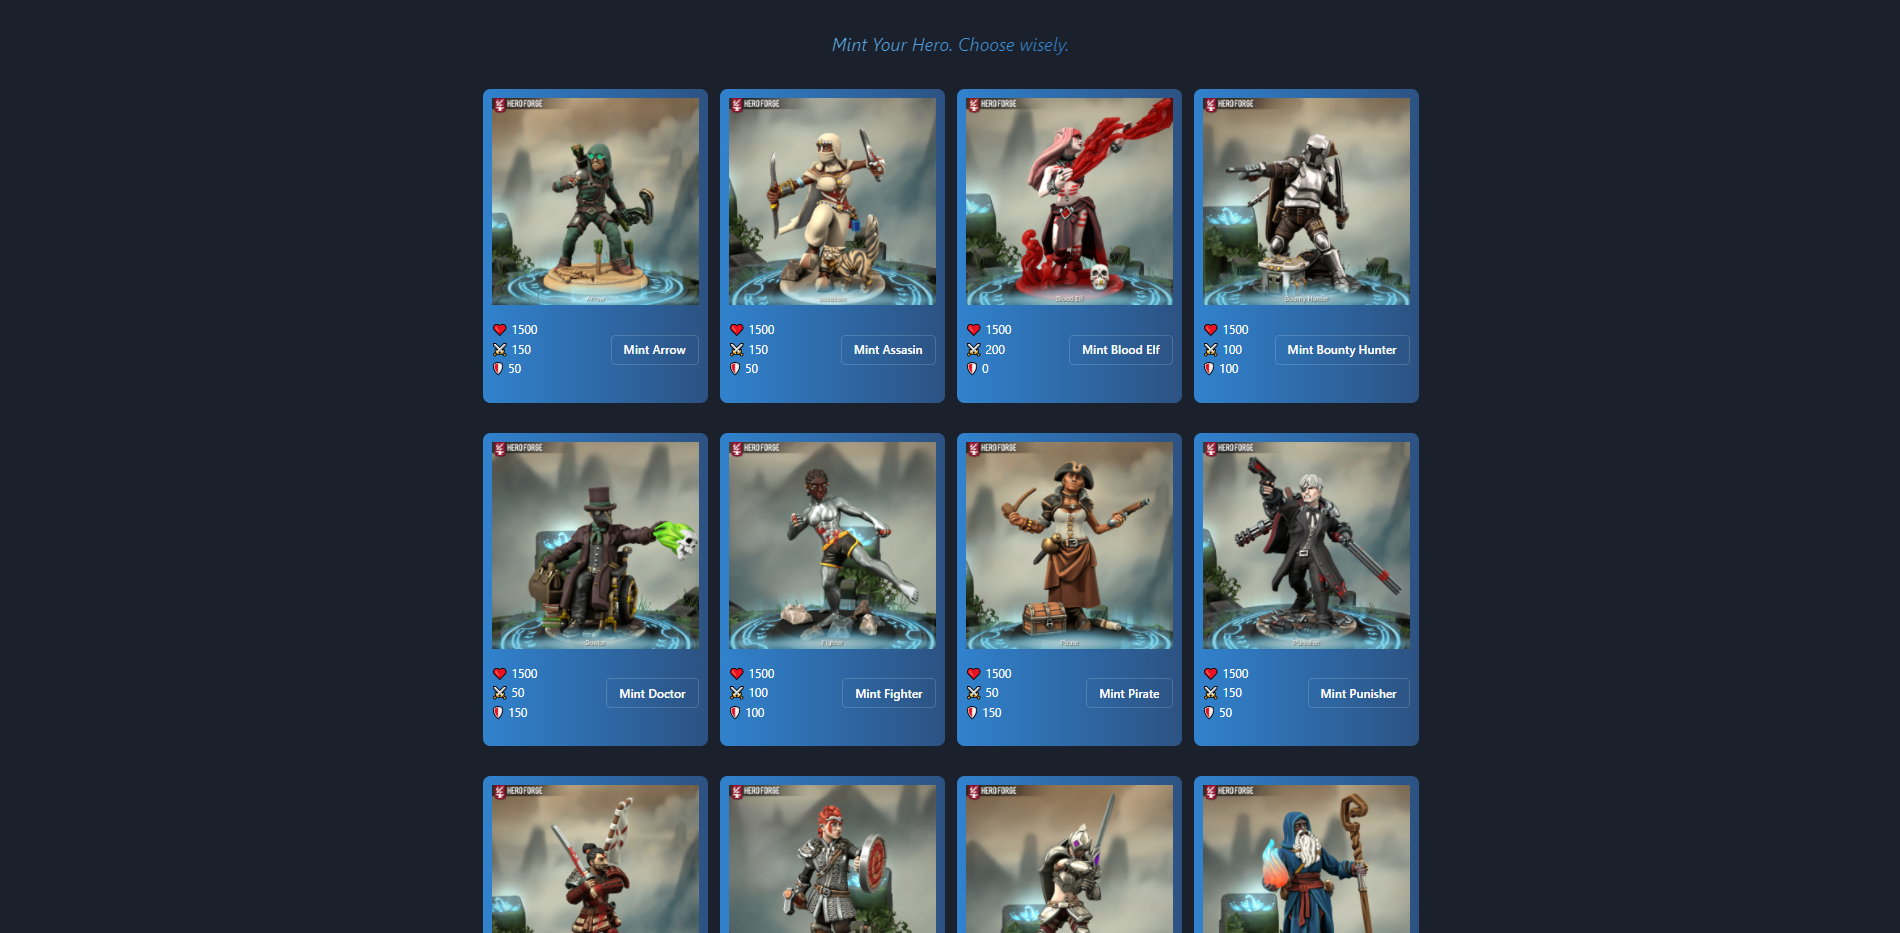 Mint Your Hero. Choose wisely.
HEROFORGE
HEROFORGE
HEROFORGE
HEROFORGE
Arrow
assassin
Blood Elf
Bounty Hunter
1500
150
50
Mint Arrow
1500
150
50
Mint Assasin
1500
200
0
Mint Blood Elf
1500
100
100
Mint Bounty Hunter
HEROFORGE
HEROFORGE
HEROFORGE
HEROFORGE
Doctor
Fighter
Pirate
Punisher
1500
50
150
Mint Doctor
1500
100
100
Mint Fighter
1500
50
150
Mint Pirate
1500
150
50
Mint Punisher
HEROFORGE
HEROFORGE
HEROFORGE
HEROFORGE